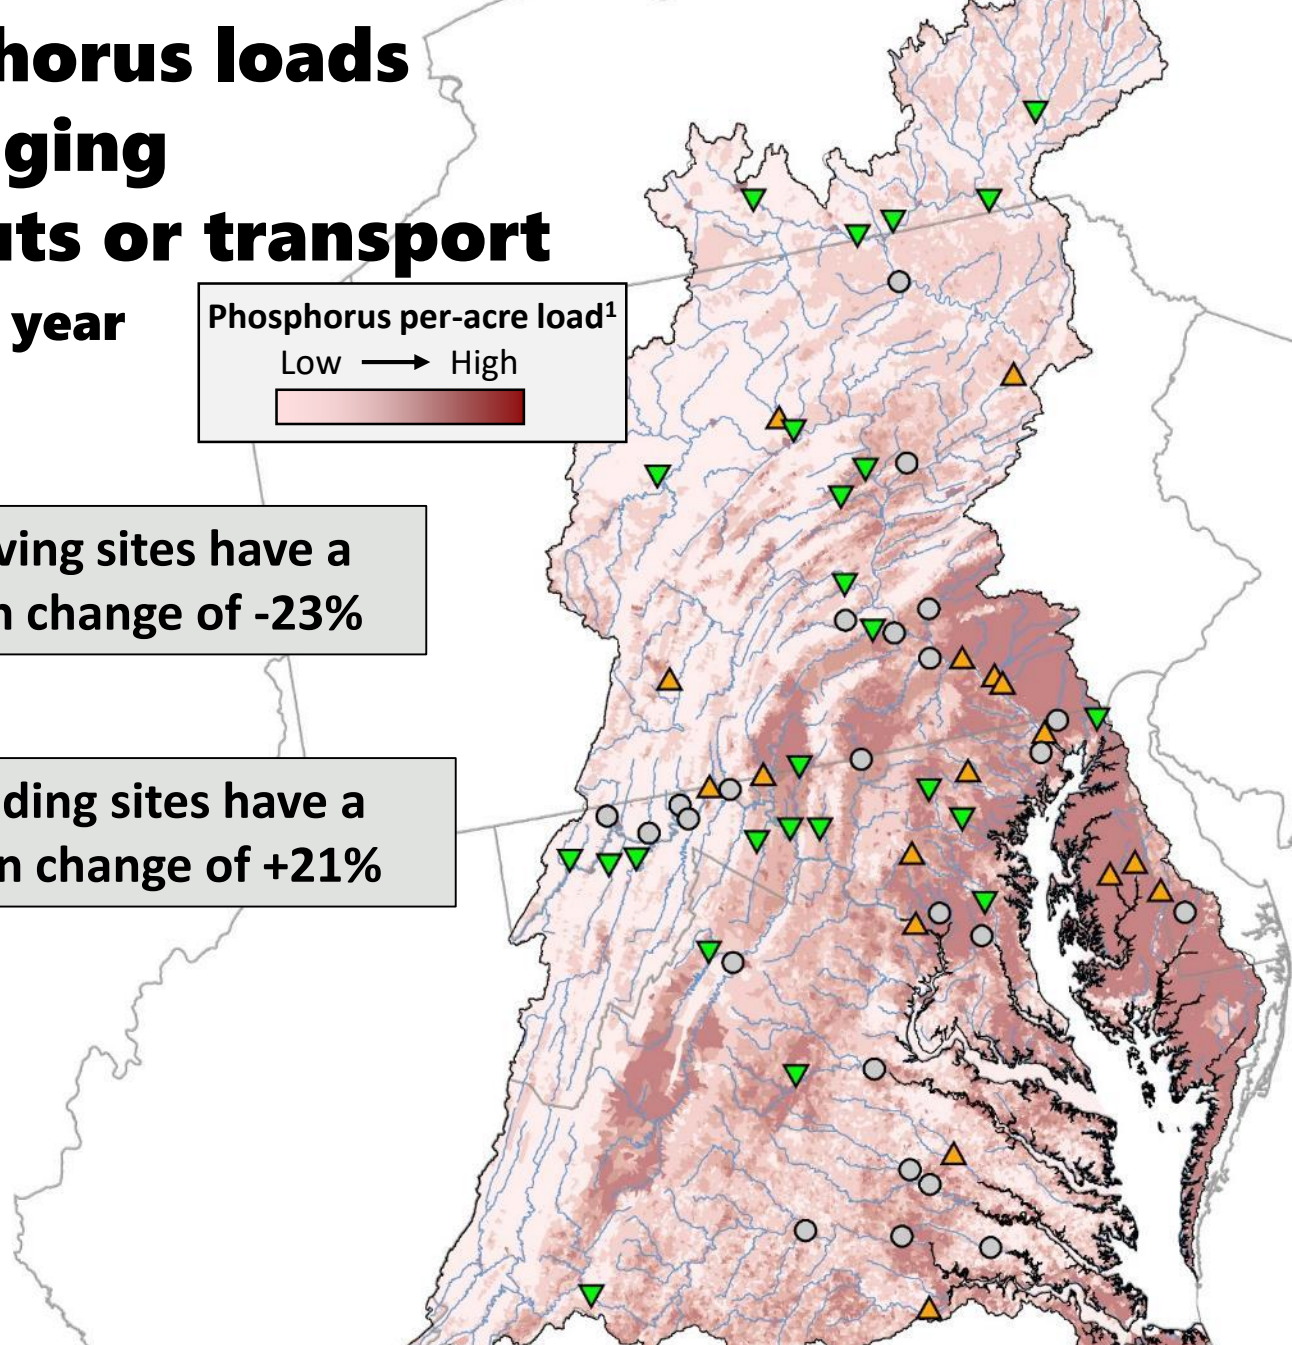 horus loads
ging
uts or transport
year
Phosphorus per-acre load¹
Low → High
ving sites have a
n change of -23%
ding sites have a
n change of +21%